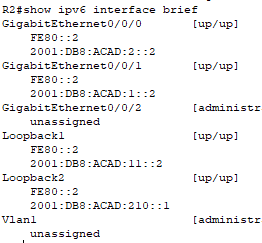 R2#show ipv6 interface brief
GigabitEthernet0/0/0 [up/up]
FE80::2
2001:DB8:ACAD:2::2
GigabitEthernet0/0/1 [up/up]
FE80::2
2001:DB8:ACAD:1::2
GigabitEthernet0/0/2 [administr
unassigned
Loopback1 [up/up]
FE80::2
2001:DB8:ACAD:11::2
Loopback2 [up/up]
FE80::2
2001:DB8:ACAD:210::1
Vlan1 [administr
unassigned